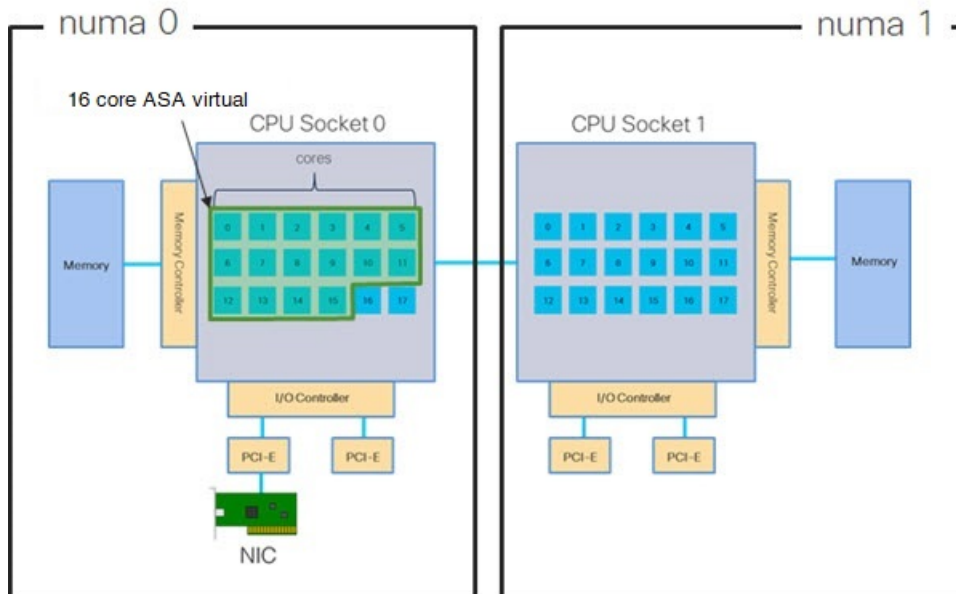 numa 0
numa 1
16 core ASA virtual
CPU Socket 0
CPU Socket 1
cores
0 1 2 3 4 5
0 1 2 3 4 5
Memory
Memory Controller
6 7 8 9 10 11
6 7 8 9 10 11
Memory Controller
Memory
12 13 14 15 16 17
12 13 14 15 16 17
I/O Controller
I/O Controller
PCI-E
PCI-E
PCI-E
PCI-E
NIC